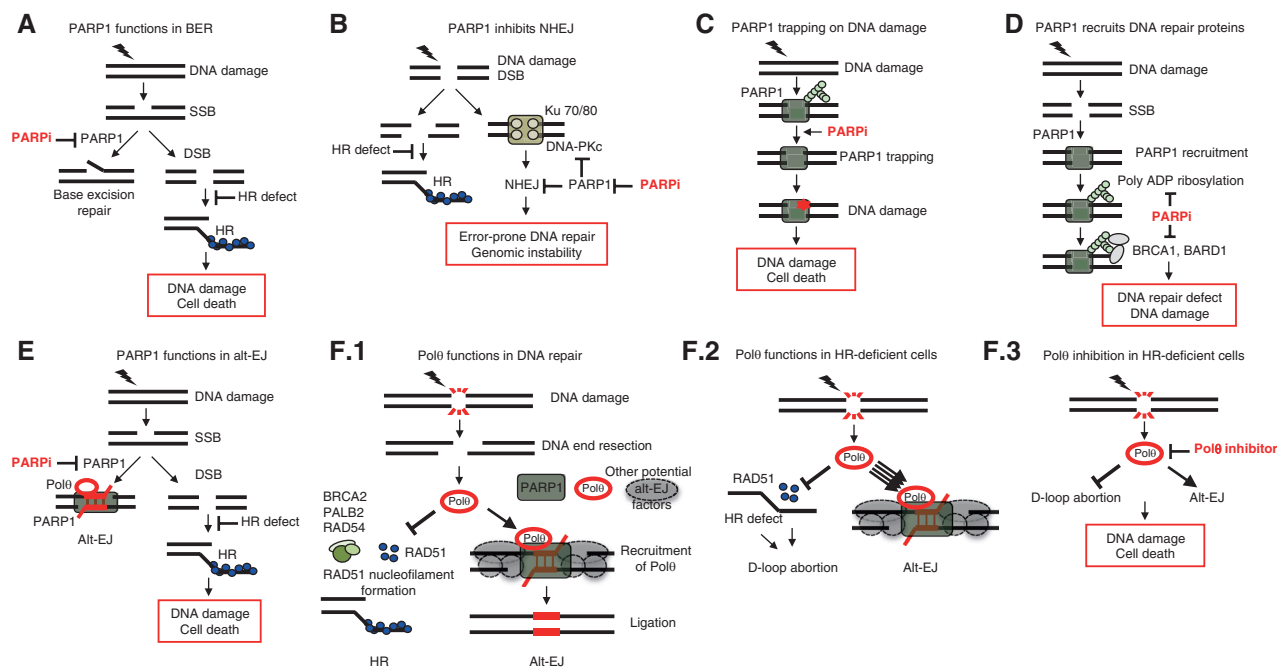 A
PARP1 functions in BER
DNA damage
SSB
PARPi
PARP1
DSB
Base excision
repair
HR defect
HR
DNA damage
Cell death
B
PARP1 inhibits NHEJ
DNA damage
DSB
Ku 70/80
HR defect
DNA-PKc
HR
NHEJ
PARP1
PARPi
Error-prone DNA repair
Genomic instability
C
PARP1 trapping on DNA damage
DNA damage
PARP1
PARPi
PARP1 trapping
DNA damage
DNA damage
Cell death
D
PARP1 recruits DNA repair proteins
DNA damage
SSB
PARP1
PARP1 recruitment
Poly ADP ribosylation
PARPi
BRCA1, BARD1
DNA repair defect
DNA damage
E
PARP1 functions in alt-EJ
DNA damage
SSB
PARPi
PARP1
Polθ
DSB
PARP1
Alt-EJ
HR defect
HR
DNA damage
Cell death
F.1
Polθ functions in DNA repair
DNA damage
DNA end resection
PARP1
Polθ
Other potential
alt-EJ
factors
BRCA2
PALB2
RAD54
Polθ
RAD51
RAD51 nucleofilament
formation
Polθ
Recruitment
of Polθ
Ligation
HR
Alt-EJ
F.2
Polθ functions in HR-deficient cells
Polθ
RAD51
Polθ
HR defect
D-loop abortion
Alt-EJ
F.3
Polθ inhibition in HR-deficient cells
Polθ
Polθ inhibitor
D-loop abortion
Alt-EJ
DNA damage
Cell death